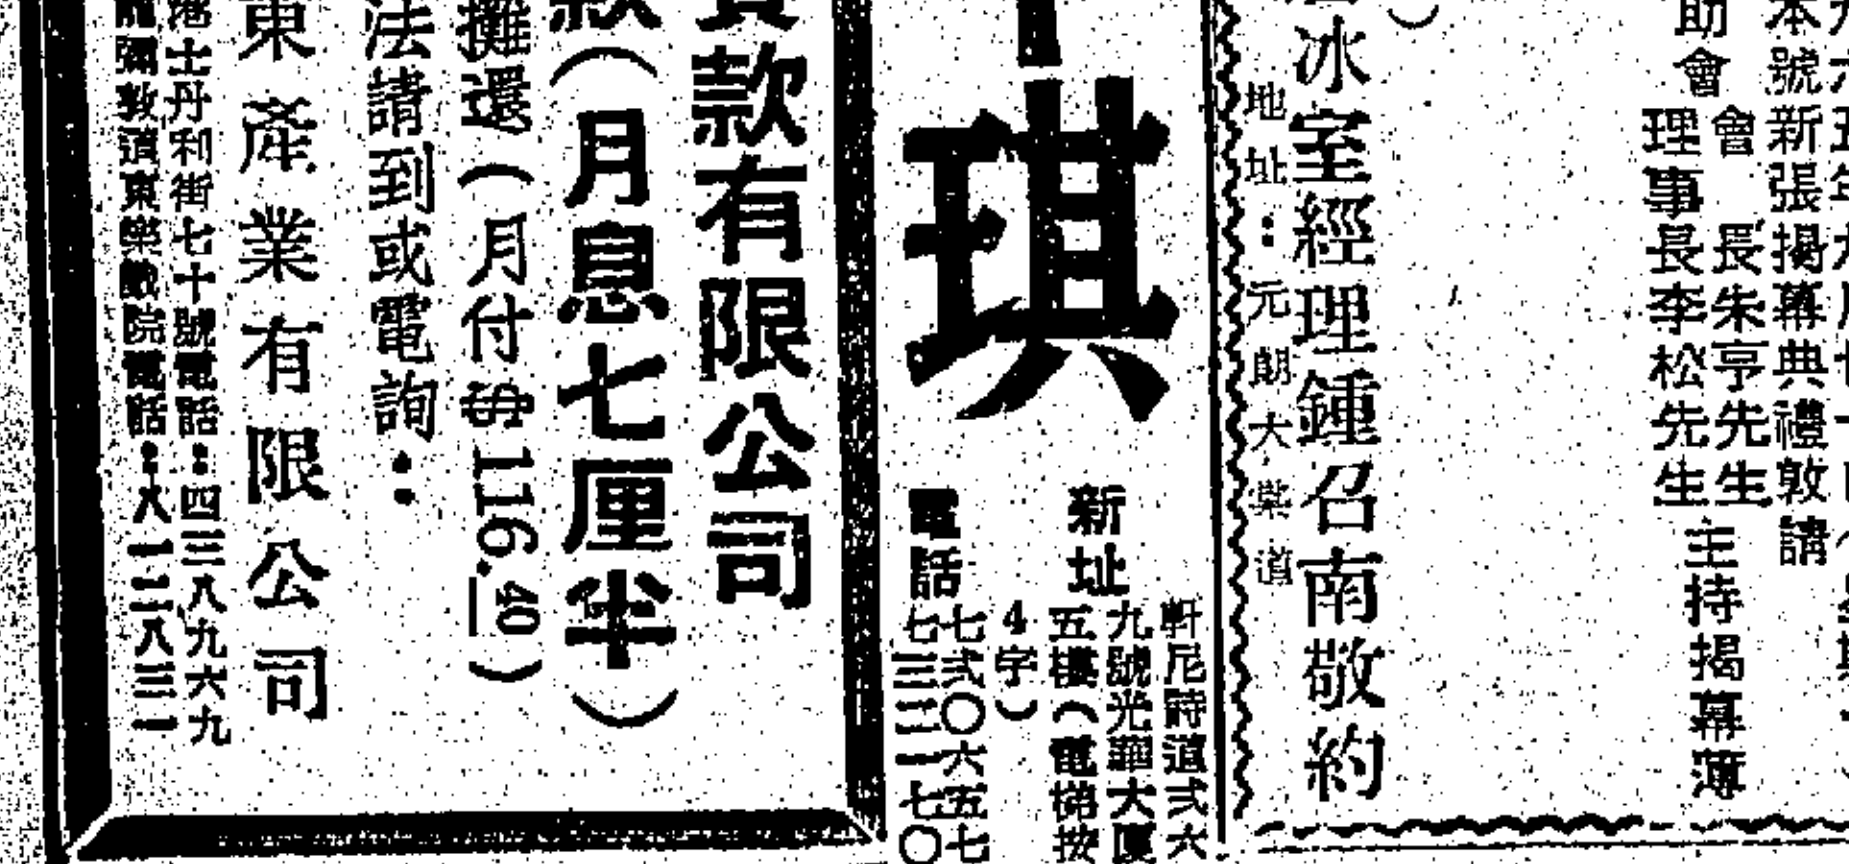 本號新張揭幕典禮敦請
助會
會 長朱亨先生
理事長李松先生
主持揭幕薄
冰室經理鍾召南敬約
地址：元朗大棠道
琪
新址
軒尼詩道弍六
九號光華大廈
五樓（電梯按
4字）
電話
七弍〇六五七
七三三一七〇
貸款有限公司
款（月息七厘半）
攤還（月付$116.40）
法請到或電詢：
東產業有限公司
港士丹利街七十號電話：四三八九六九
龍彌敦道東樂戲院電話：八一二八三一